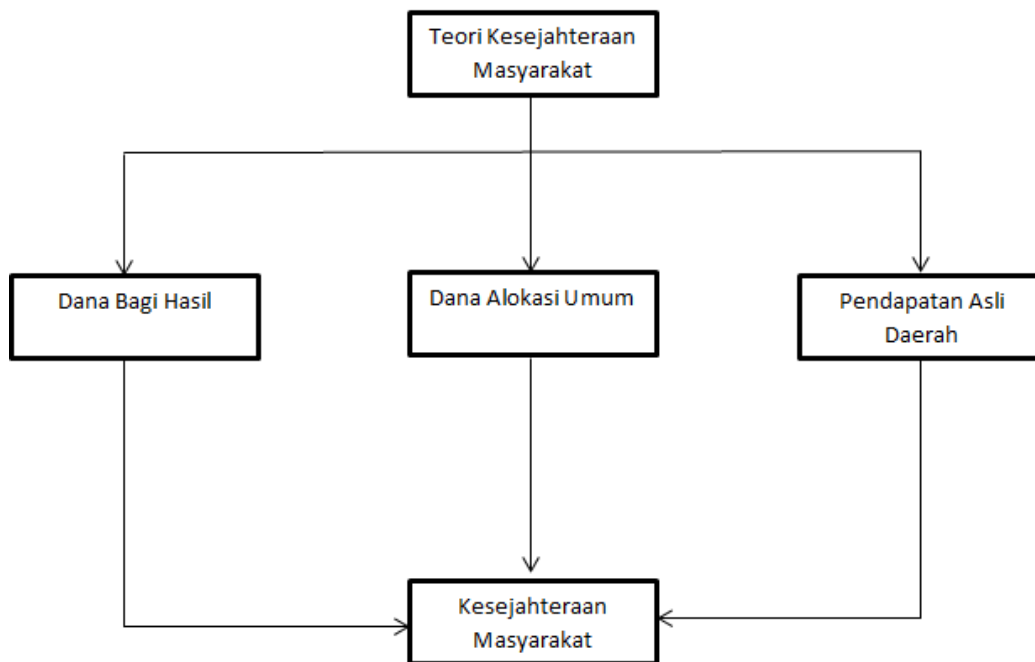 Teori Kesejahteraan
Masyarakat
Dana Bagi Hasil
Dana Alokasi Umum
Pendapatan Asli
Daerah
Kesejahteraan
Masyarakat